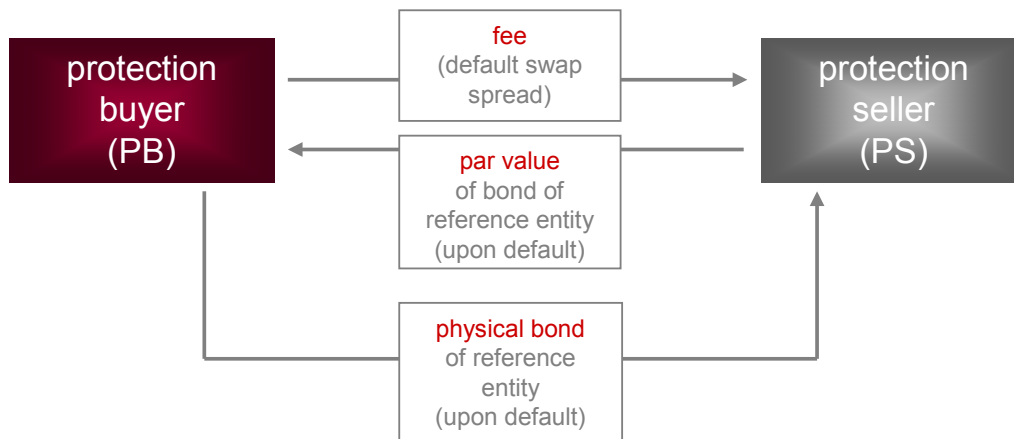 protection
buyer
(PB)
fee
(default swap
spread)
protection
seller
(PS)
par value
of bond of
reference entity
(upon default)
physical bond
of reference
entity
(upon default)